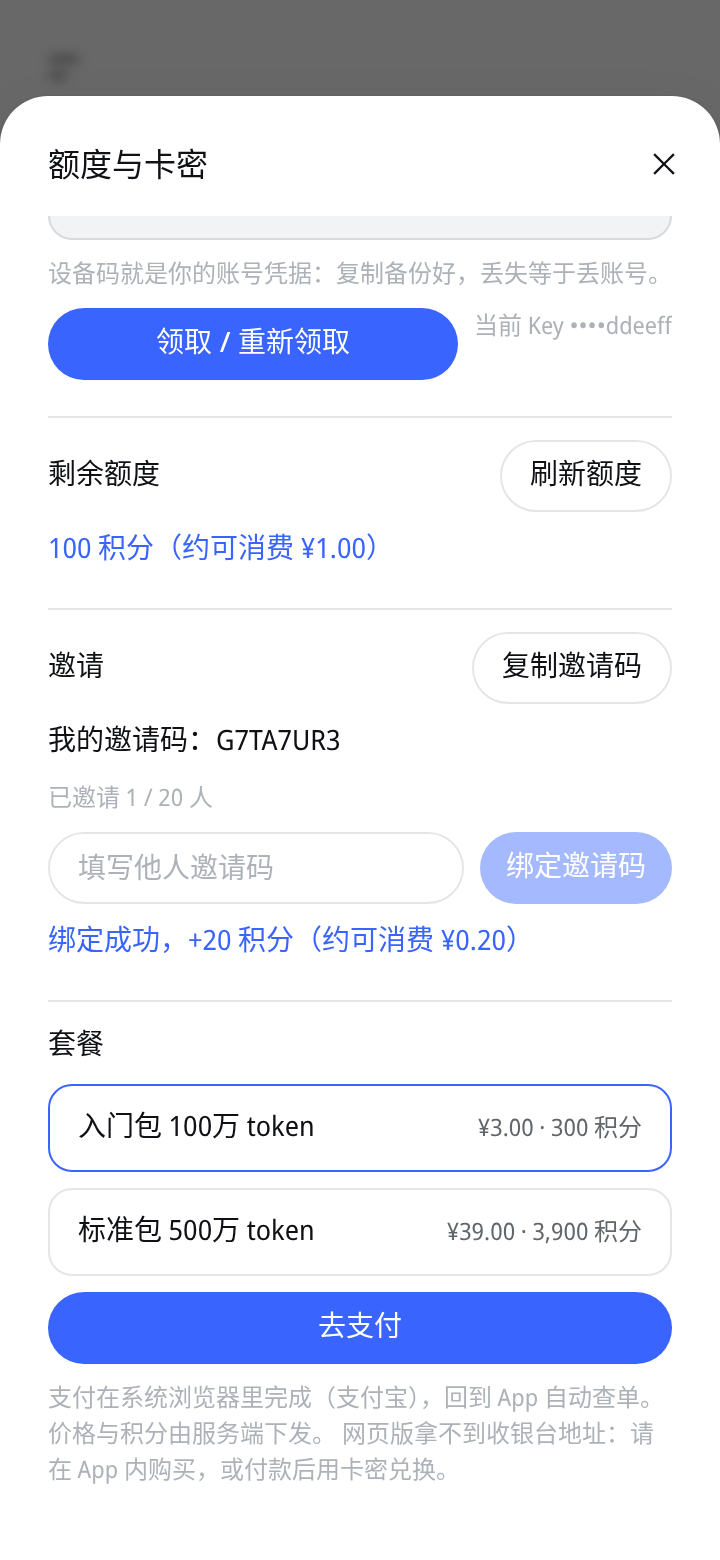 额度与卡密
设备码就是你的账号凭据：复制备份好，丢失等于丢账号。
领取 / 重新领取
当前 Key ••••ddeeff
剩余额度
刷新额度
100 积分（约可消费 ¥1.00）
邀请
复制邀请码
我的邀请码：G7TA7UR3
已邀请 1 / 20 人
填写他人邀请码
绑定邀请码
绑定成功，+20 积分（约可消费 ¥0.20）
套餐
入门包 100万 token
¥3.00 · 300 积分
标准包 500万 token
¥39.00 · 3,900 积分
去支付
支付在系统浏览器里完成（支付宝），回到 App 自动查单。
价格与积分由服务端下发。 网页版拿不到收银台地址：请
在 App 内购买，或付款后用卡密兑换。